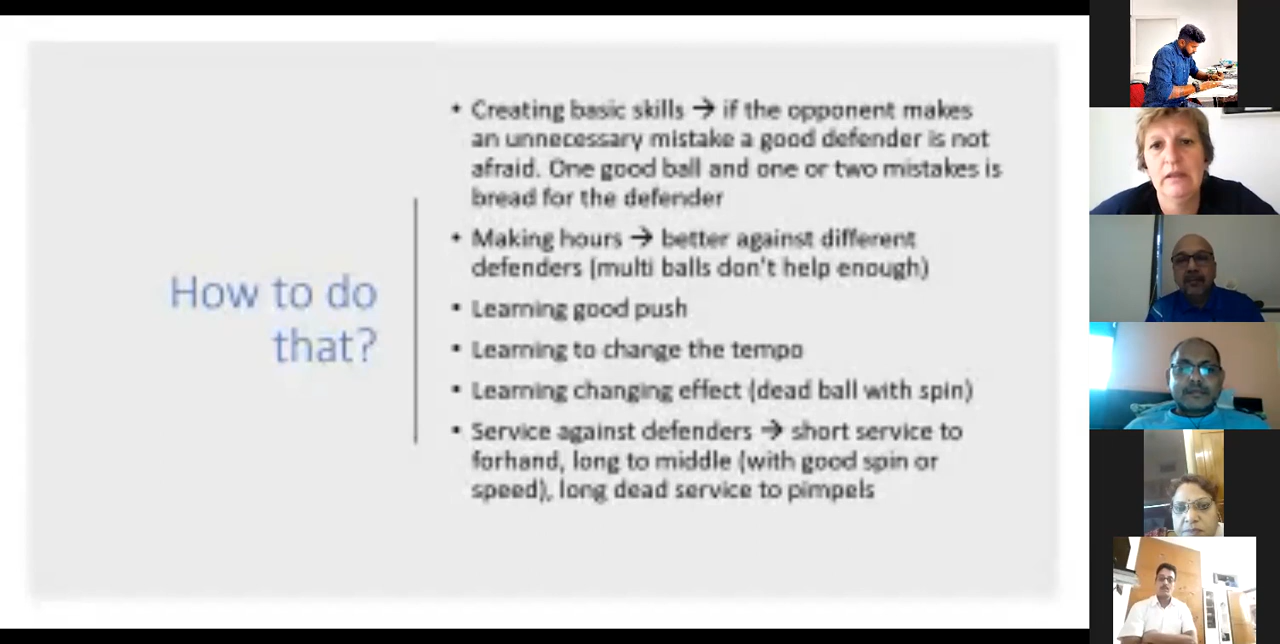 How to do
that?
• Creating basic skills → if the opponent makes
an unnecessary mistake a good defender is not
afraid. One good ball and one or two mistakes is
bread for the defender
• Making hours → better against different
defenders (multi balls don't help enough)
• Learning good push
• Learning to change the tempo
• Learning changing effect (dead ball with spin)
• Service against defenders → short service to
forhand, long to middle (with good spin or
speed), long dead service to pimpels